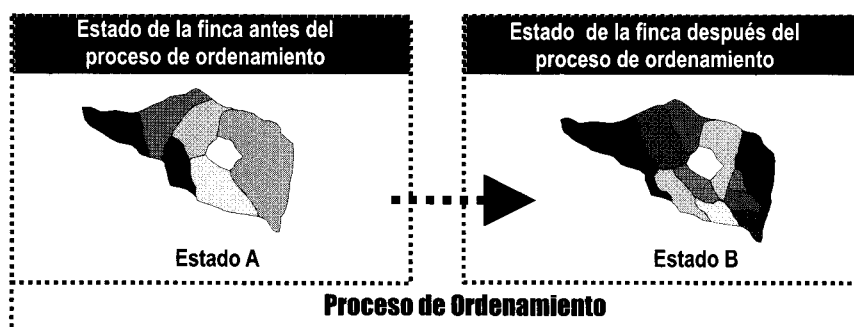 Estado de la finca antes del
proceso de ordenamiento
Estado A
Estado de la finca después del
proceso de ordenamiento
Estado B
Proceso de Ordenamiento